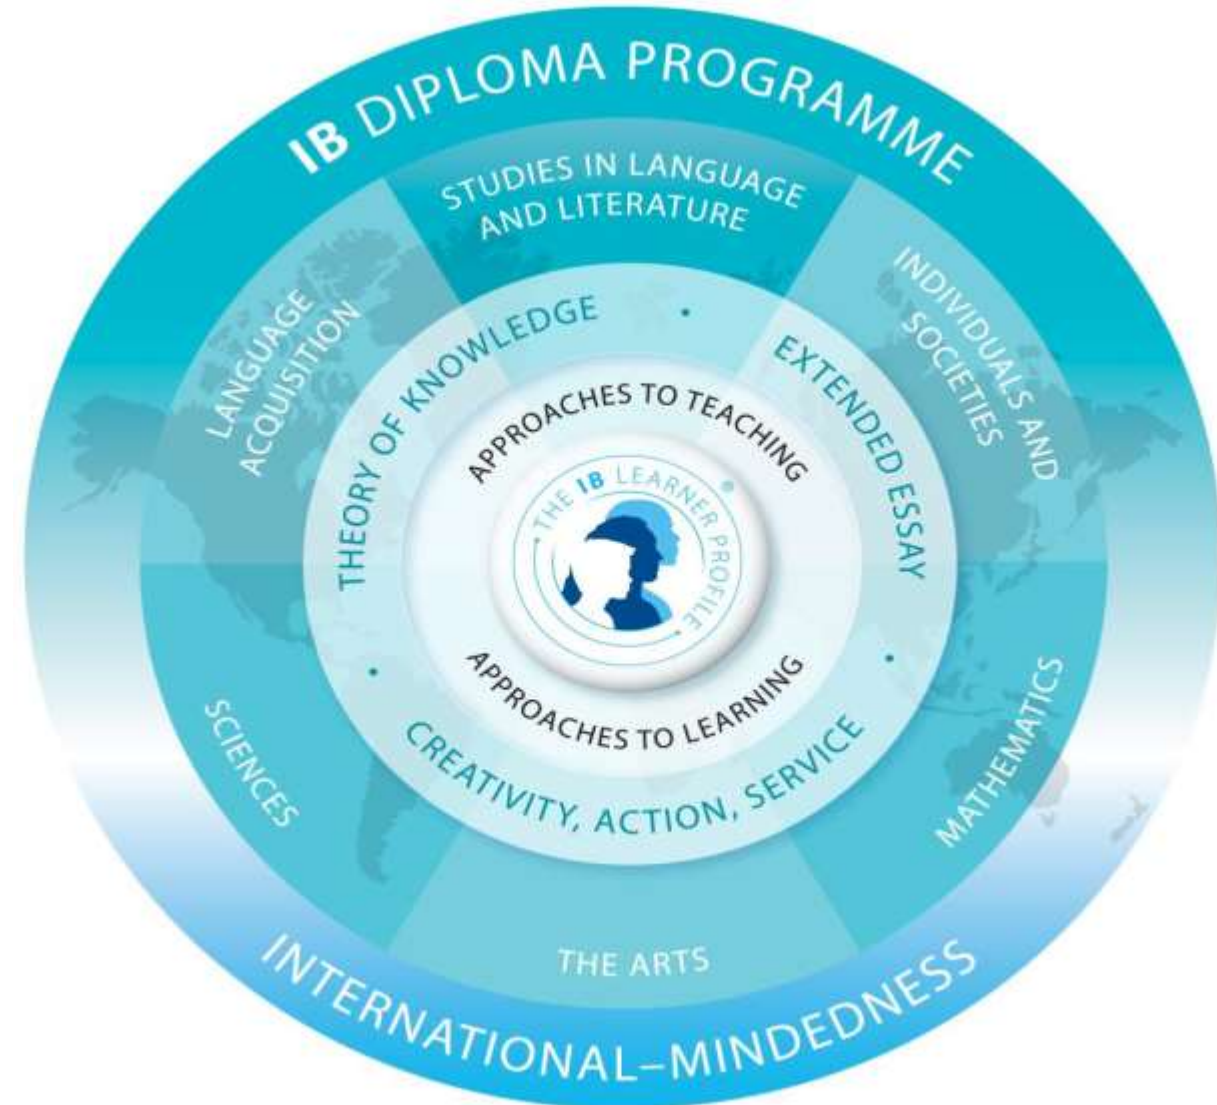 IB DIPLOMA PROGRAMME
STUDIES IN LANGUAGE
AND LITERATURE
LANGUAGE
ACQUISITION
INDIVIDUALS AND
SOCIETIES
THEORY OF KNOWLEDGE
EXTENDED ESSAY
APPROACHES TO TEACHING
THE IB LEARNER PROFILE®
APPROACHES TO LEARNING
CREATIVITY, ACTION, SERVICE
SCIENCES
MATHEMATICS
THE ARTS
INTERNATIONAL–MINDEDNESS